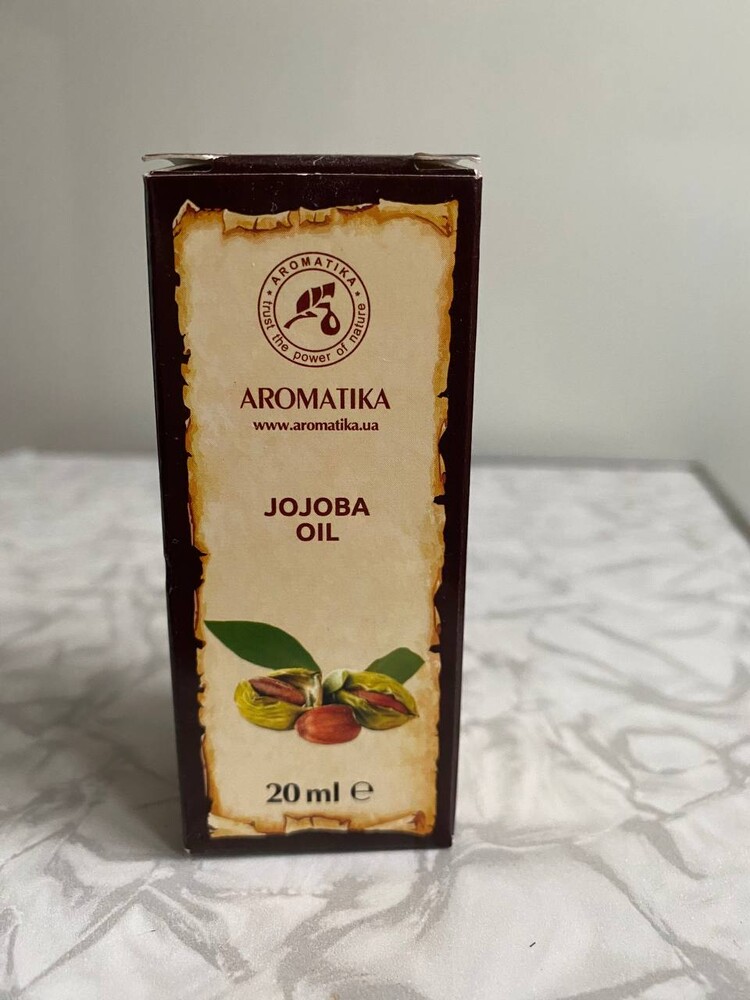 AROMATIKA
trust the power of nature
AROMATIKA
www.aromatika.ua
JOJOBA
OIL
20 ml ℮